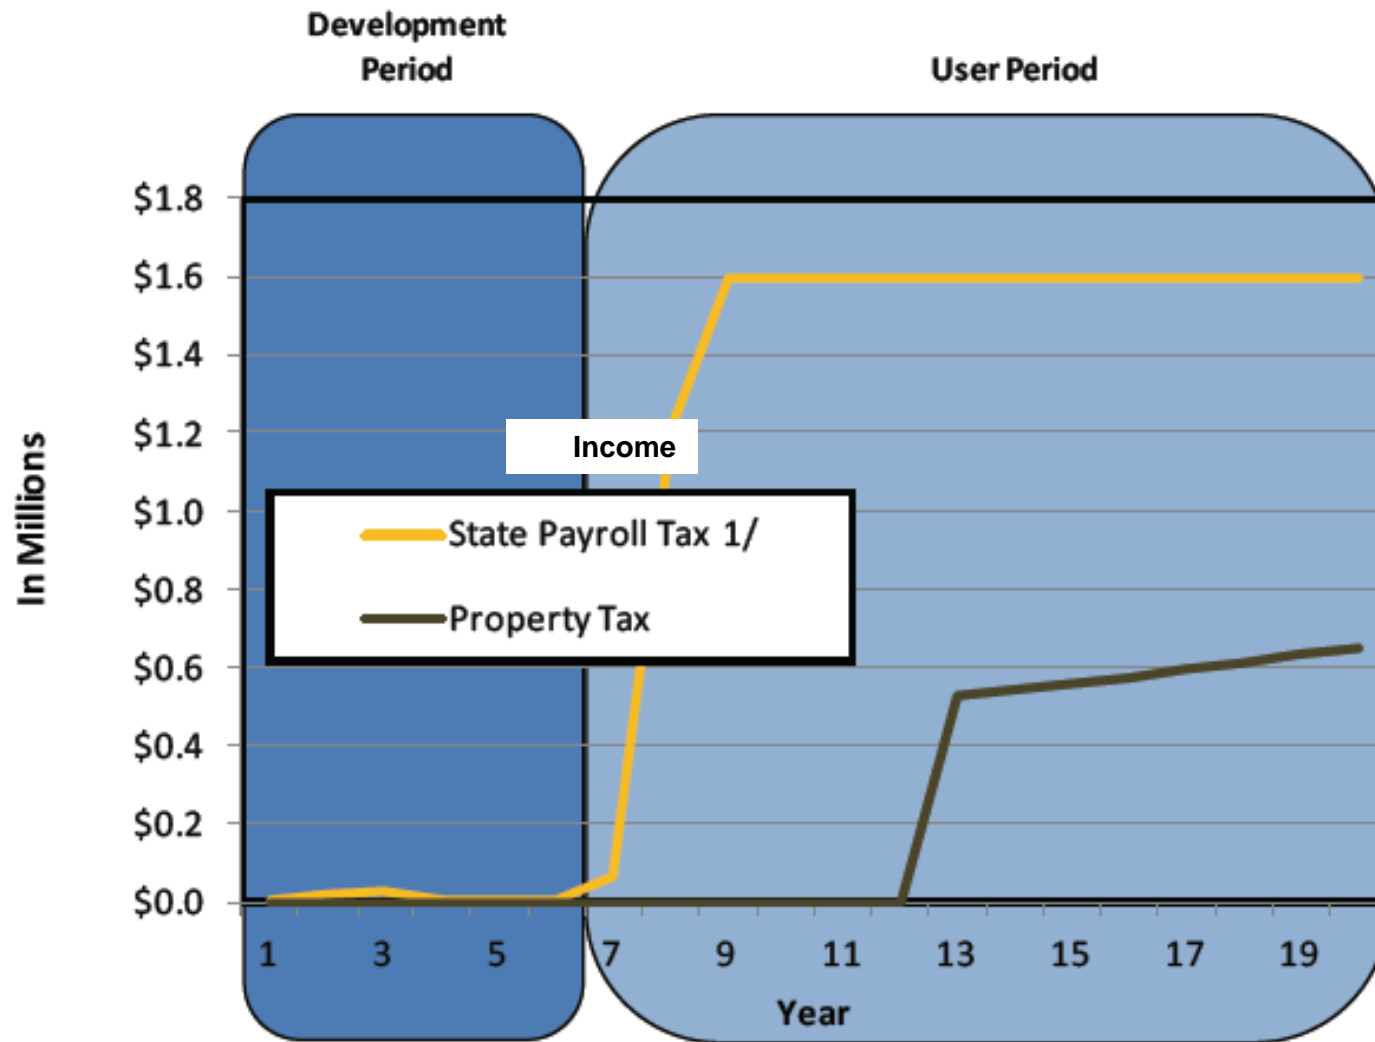 Development
Period
User Period
$1.8
$1.6
$1.4
$1.2
$1.0
$0.8
$0.6
$0.4
$0.2
$0.0
In Millions
Income
State Payroll Tax 1/
Property Tax
1 3 5 7 9 11 13 15 17 19
Year